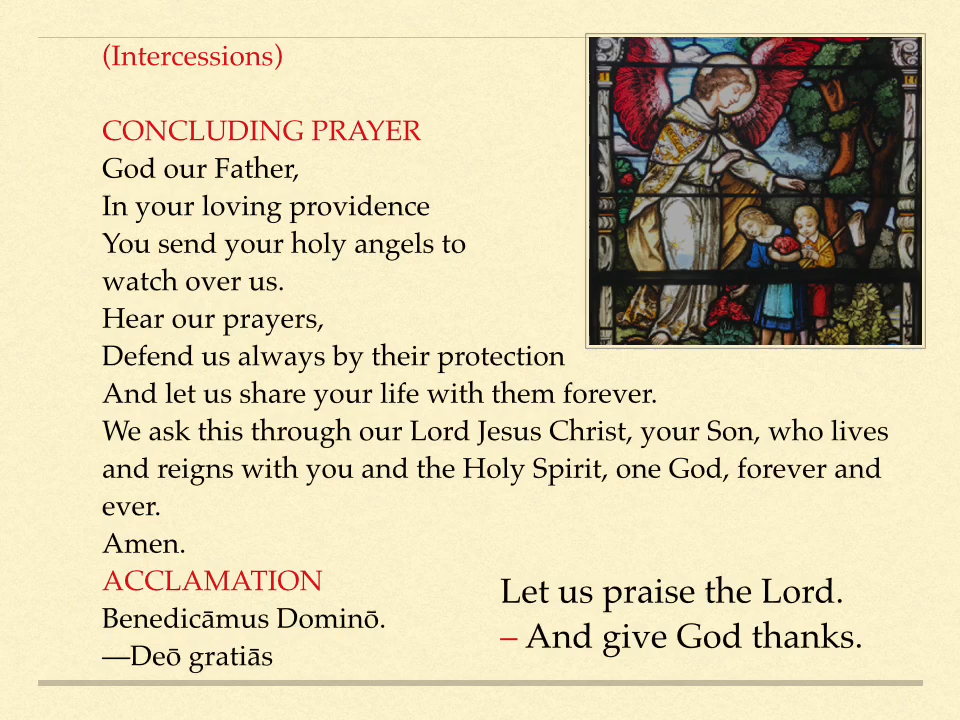 (Intercessions)
CONCLUDING PRAYER
God our Father,
In your loving providence
You send your holy angels to
watch over us.
Hear our prayers,
Defend us always by their protection
And let us share your life with them forever.
We ask this through our Lord Jesus Christ, your Son, who lives
and reigns with you and the Holy Spirit, one God, forever and
ever.
Amen.
ACCLAMATION
Benedicāmus Dominō.
—Deō gratiās
Let us praise the Lord.
– And give God thanks.